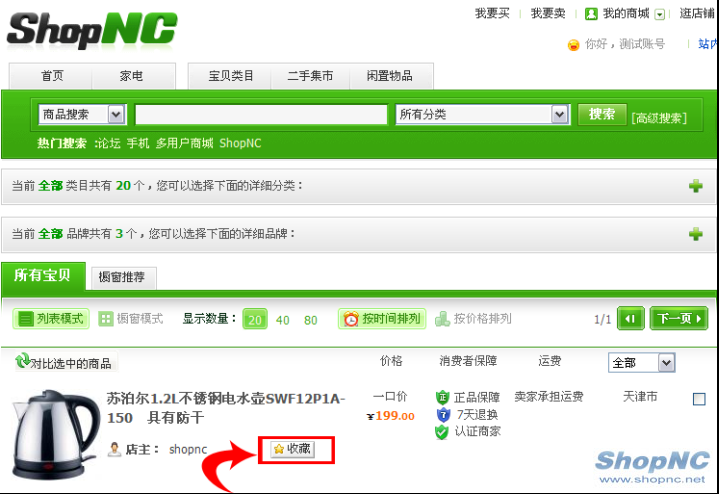 ShopNC
我要买 我要卖 我的商城 逛店铺
你好，测试账号 站内
首页 家电 宝贝类目 二手集市 闲置物品
商品搜索 所有分类 搜索 [高级搜索]
热门搜索 :论坛 手机 多用户商城 ShopNC
当前 全部 类目共有 20 个，您可以选择下面的详细分类：
当前 全部 品牌共有 3 个，您可以选择下面的详细品牌：
所有宝贝 橱窗推荐
列表模式 橱窗模式 显示数量： 20 40 80 按时间排列 按价格排列 1/1 下一页
对比选中的商品 价格 消费者保障 运费 全部
苏泊尔1.2L不锈钢电水壶SWF12P1A-
150 具有防干
一口价
¥199.00
正品保障
7天退换
认证商家
卖家承担运费
天津市
店主： shopnc 收藏
ShopNC
www.shopnc.net